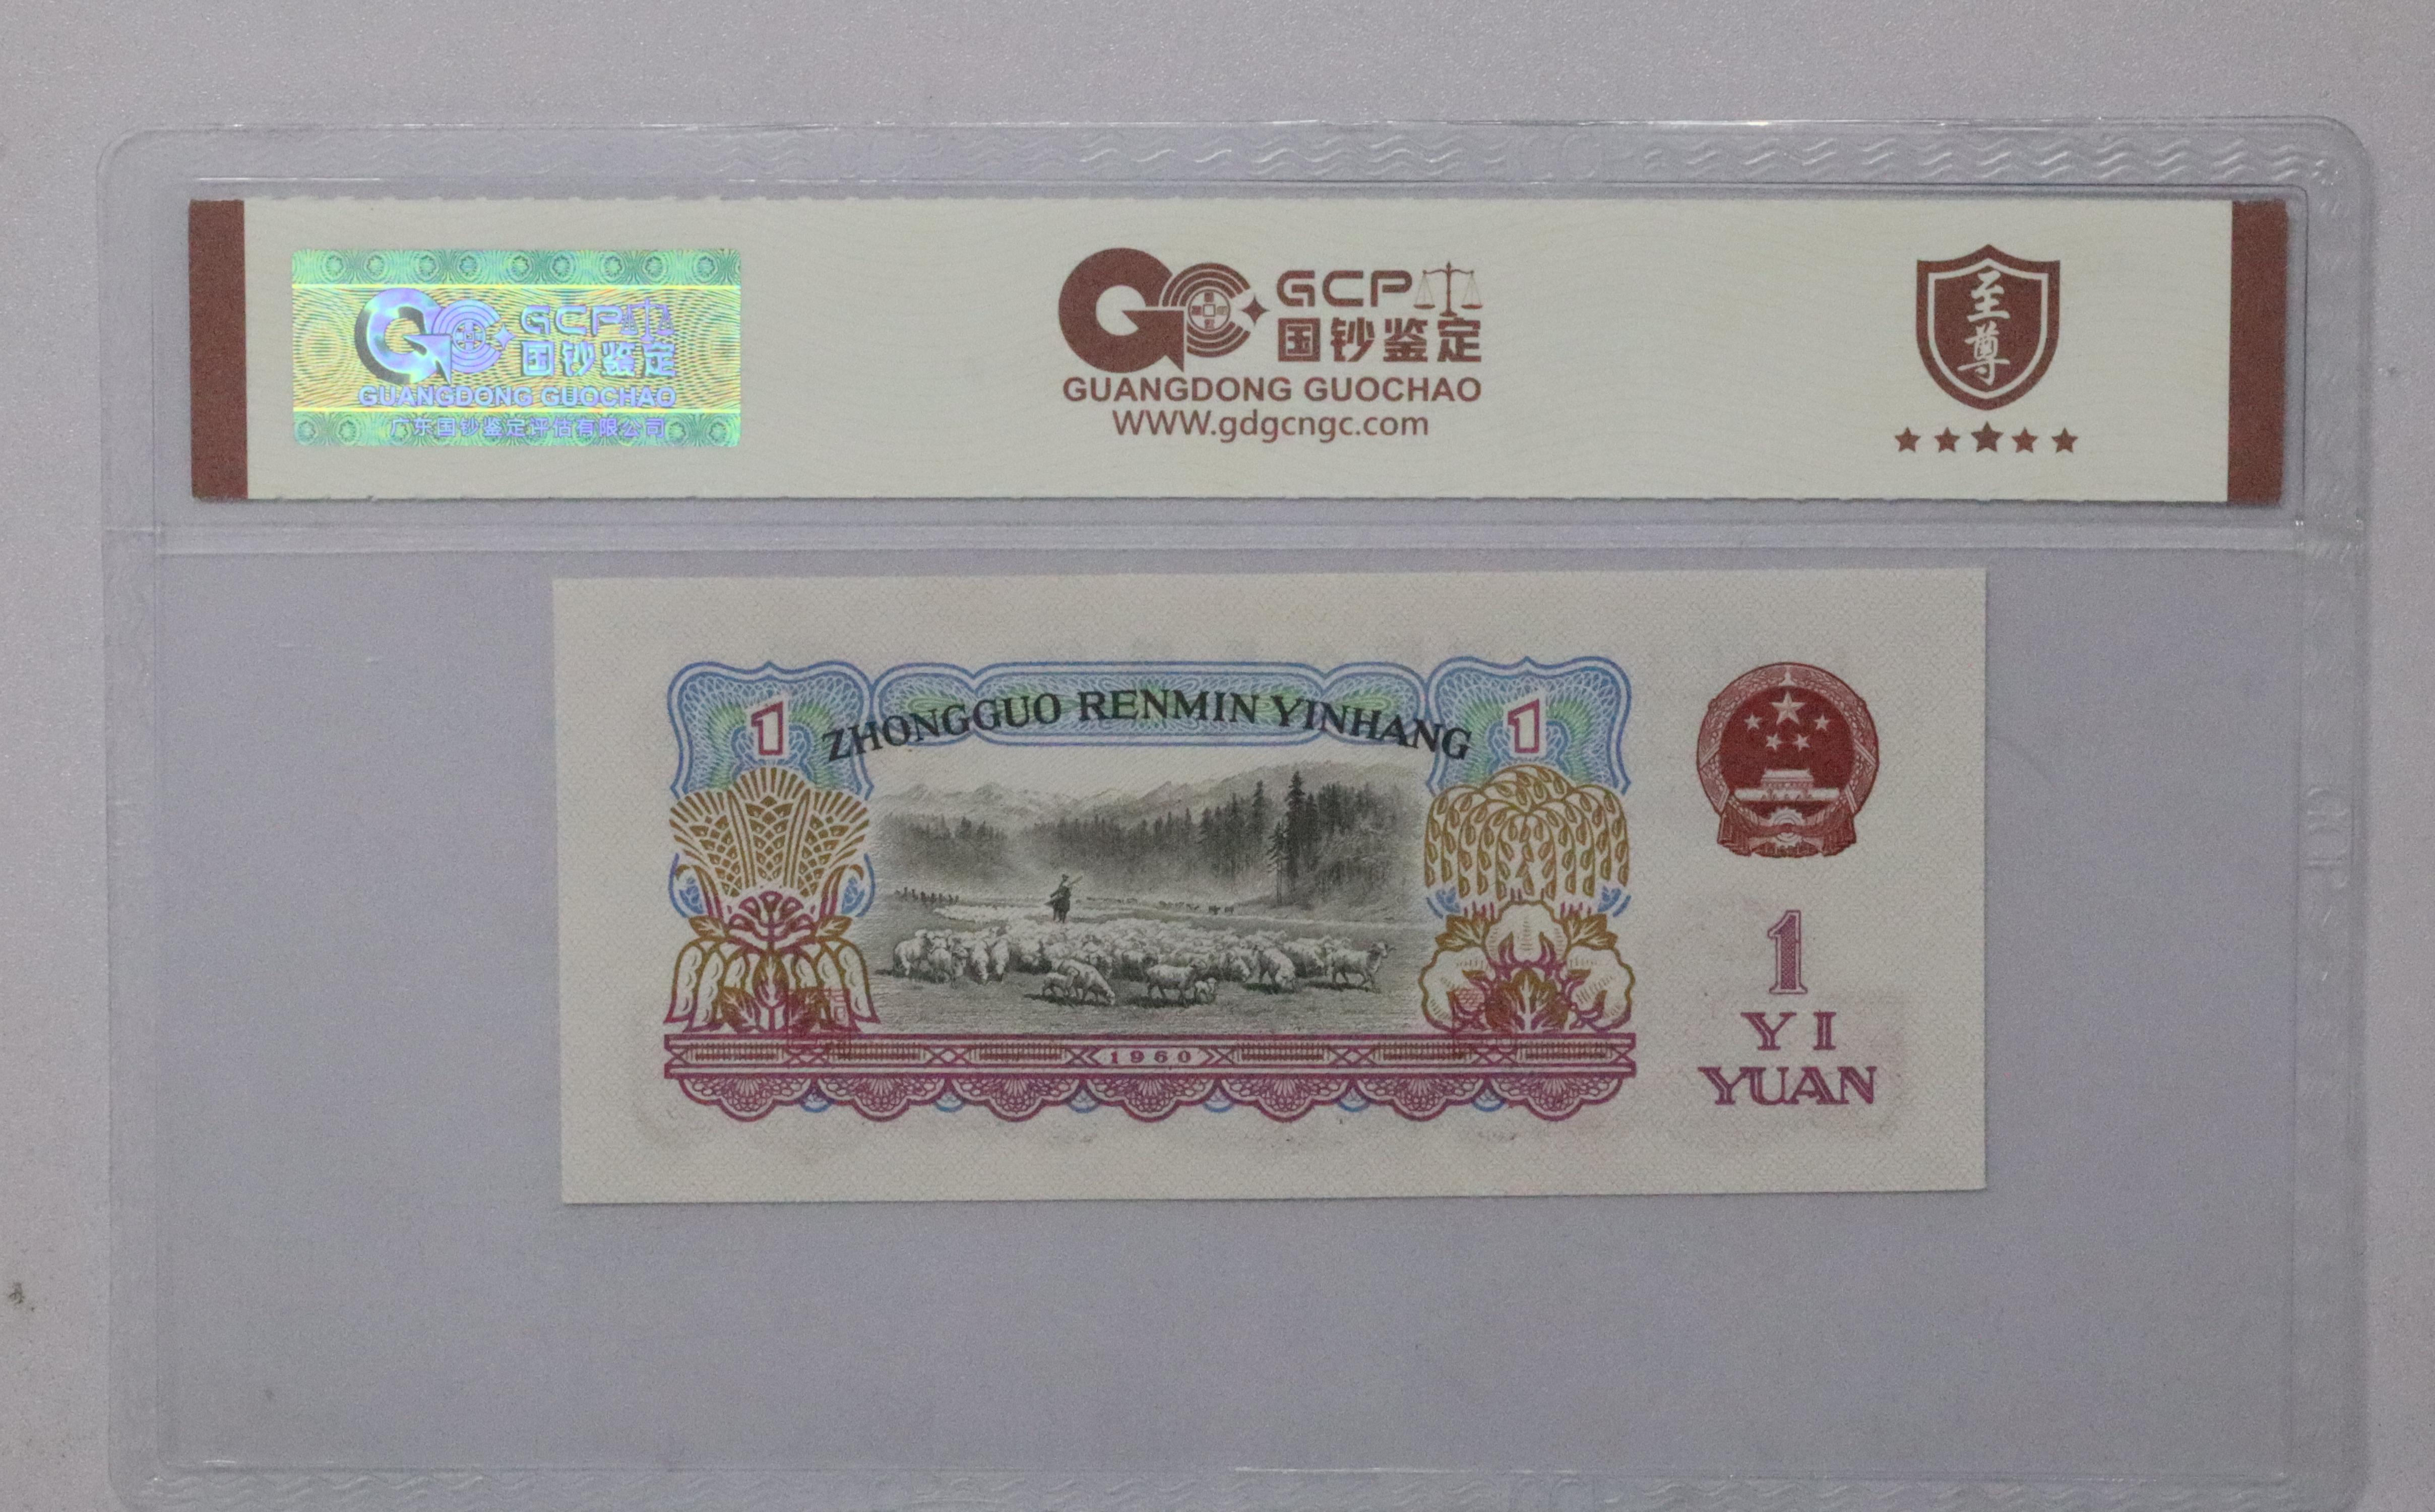 GCP
国钞鉴定
GUANGDONG GUOCHAO
广东国钞鉴定评估有限公司
GCP
国钞鉴定
GUANGDONG GUOCHAO
WWW.gdgcngc.com
至尊
1
ZHONGGUO RENMIN YINHANG
1
1960
1
YI
YUAN